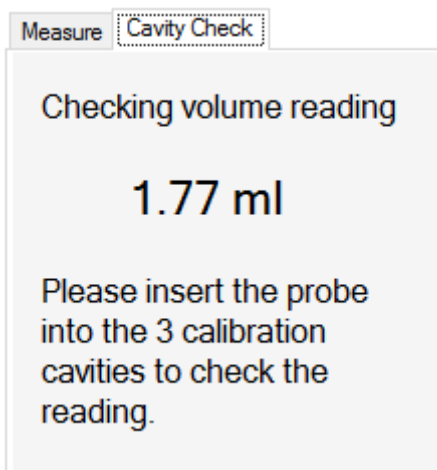 Measure Cavity Check
Checking volume reading
1.77 ml
Please insert the probe
into the 3 calibration
cavities to check the
reading.